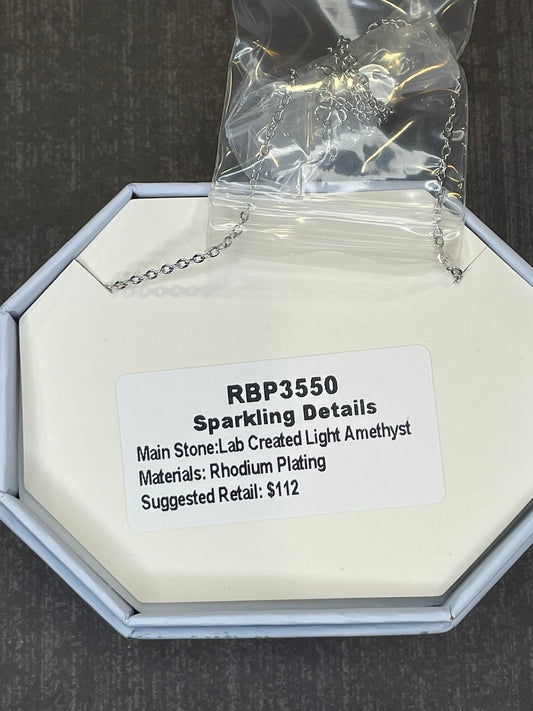 RBP3550
Sparkling Details
Main Stone:Lab Created Light Amethyst
Materials: Rhodium Plating
Suggested Retail: $112